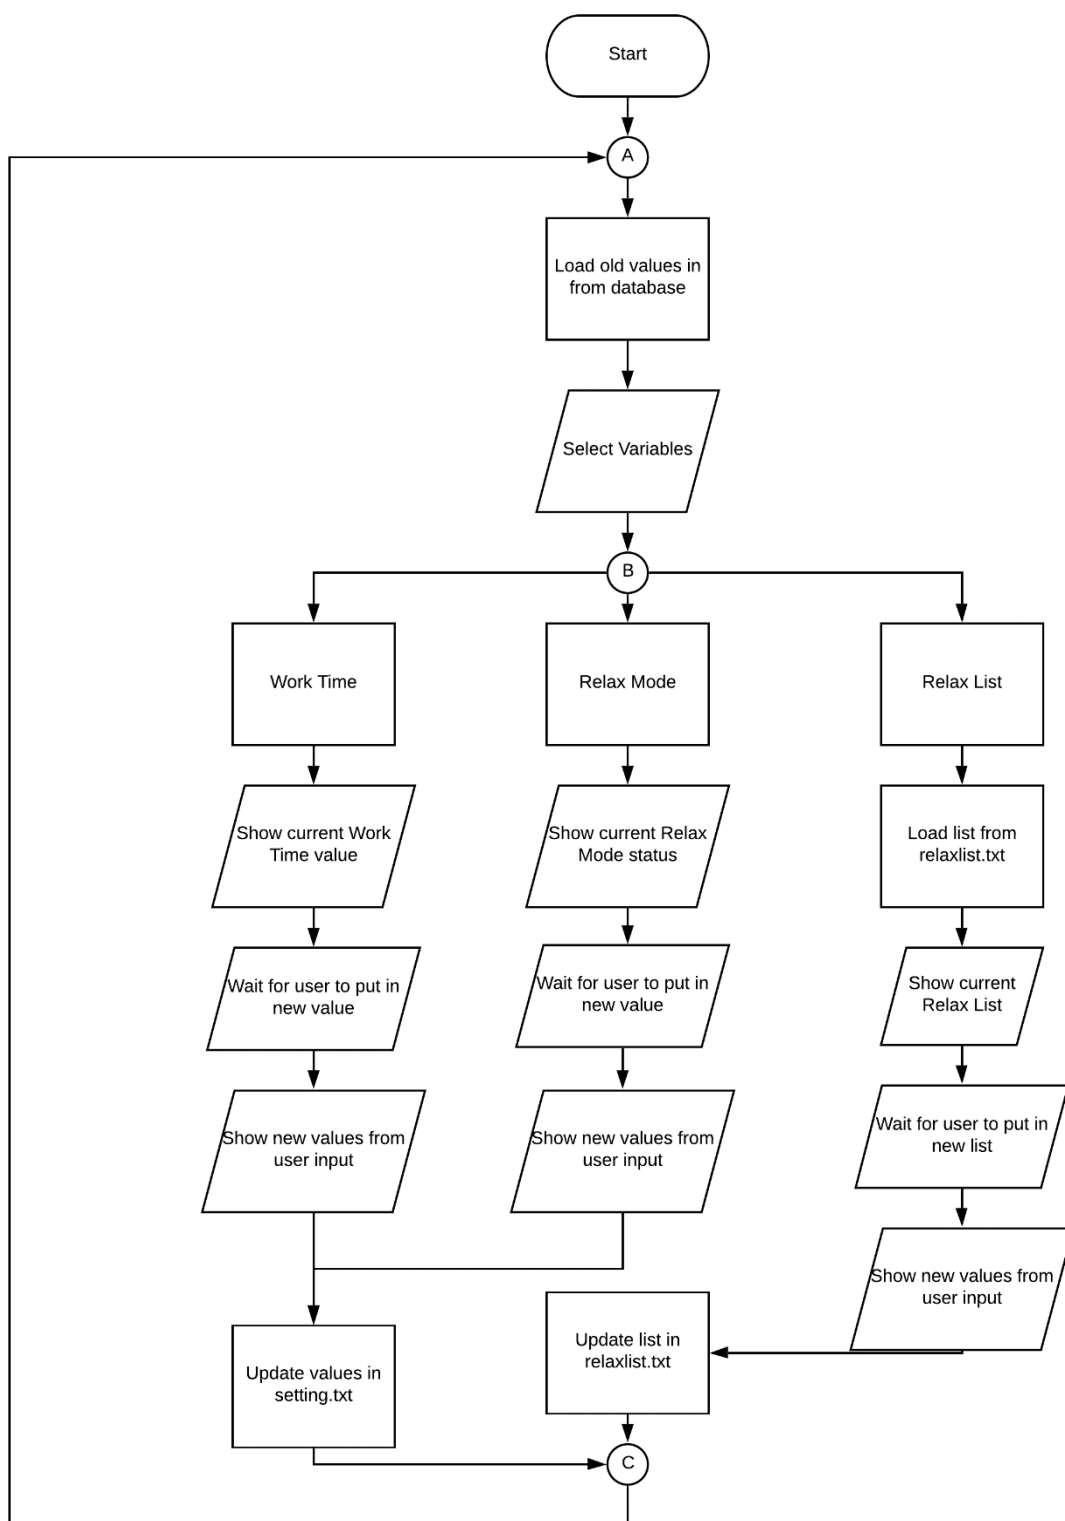 Start
A
Load old values in
from database
Select Variables
B
Work Time
Relax Mode
Relax List
Show current Work
Time value
Show current Relax
Mode status
Load list from
relaxlist.txt
Wait for user to put in
new value
Wait for user to put in
new value
Show current
Relax List
Show new values from
user input
Show new values from
user input
Wait for user to put in
new list
Show new values from
user input
Update values in
setting.txt
Update list in
relaxlist.txt
C